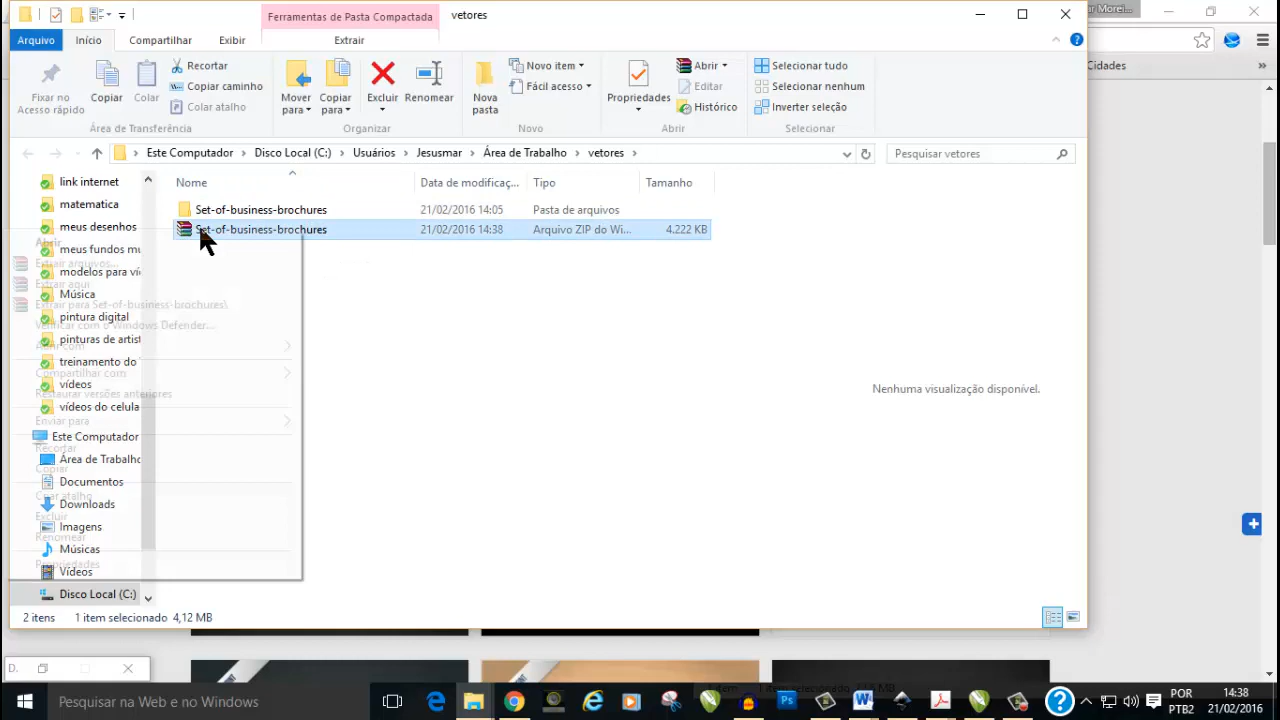 Ferramentas de Pasta Compactada
vetores
ar Morei...
Arquivo
Início
Compartilhar
Exibir
Extrair
Cidades
Fixar no
Acesso rápido
Copiar
Colar
Recortar
Copiar caminho
Colar atalho
Área de Transferência
Mover
para
Copiar
para
Excluir
Renomear
Organizar
Nova
pasta
Novo item
Fácil acesso
Novo
Propriedades
Abrir
Editar
Histórico
Abrir
Selecionar tudo
Selecionar nenhum
Inverter seleção
Selecionar
Este Computador
Disco Local (C:)
Usuários
Jesusmar
Área de Trabalho
vetores
Pesquisar vetores
Nome
Data de modificaç...
Tipo
Tamanho
Set-of-business-brochures
21/02/2016 14:05
Pasta de arquivos
Set-of-business-brochures
21/02/2016 14:38
Arquivo ZIP do Wi...
4.222 KB
link internet
matematica
meus desenhos
Abrir
meus fundos mu
Extrair arquivos...
modelos para ví
Extrair aqui
Música
Extrair para Set-of-business-brochures\
pintura digital
Verificar com o Windows Defender...
pinturas de artist
Abrir com
treinamento do
Compartilhar com
vídeos
Restaurar versões anteriores
vídeos do celula
Enviar para
Este Computador
Recortar
Área de Trabalho
Copiar
Documentos
Criar atalho
Downloads
Excluir
Imagens
Renomear
Músicas
Propriedades
Vídeos
Disco Local (C:)
Nenhuma visualização disponível.
2 itens
1 item selecionado 4,12 MB
D.
1 item selecionado
Pesquisar na Web e no Windows
POR
PTB2
14:38
21/02/2016